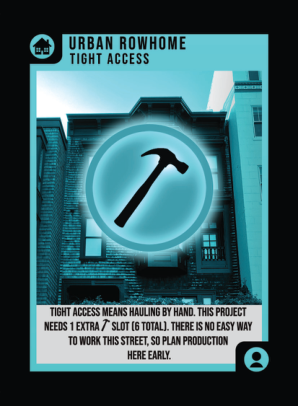 URBAN ROWHOME
TIGHT ACCESS
TIGHT ACCESS MEANS HAULING BY HAND. THIS PROJECT
NEEDS 1 EXTRA SLOT (6 TOTAL). THERE IS NO EASY WAY
TO WORK THIS STREET, SO PLAN PRODUCTION
HERE EARLY.